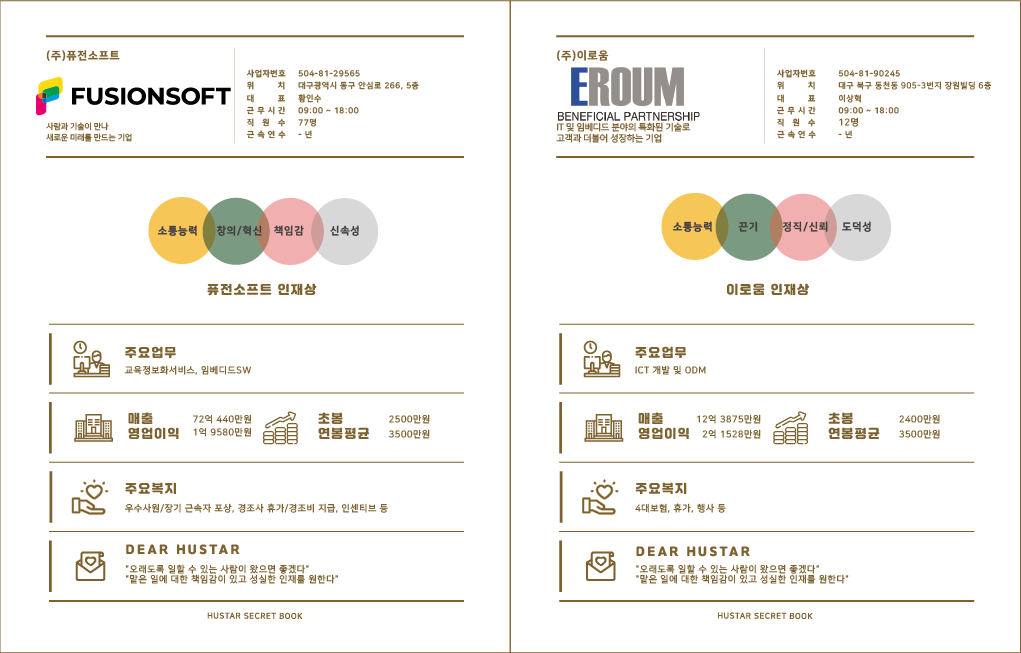 (주)퓨전소프트
FUSIONSOFT
사람과 기술이 만나
새로운 미래를 만드는 기업
사업자번호 504-81-29565
위 치 대구광역시 동구 안심로 266, 5층
대 표 황인수
근무시간 09:00 ~ 18:00
직 원 수 77명
근속연수 - 년
소통능력 창의/혁신 책임감 신속성
퓨전소프트 인재상
주요업무
교육정보화서비스, 임베디드SW
매출 72억 440만원 초봉 2500만원
영업이익 1억 9580만원 연봉평균 3500만원
주요복지
우수사원/장기 근속자 포상, 경조사 휴가/경조비 지급, 인센티브 등
DEAR HUSTAR
"오래도록 일할 수 있는 사람이 왔으면 좋겠다"
"맡은 일에 대한 책임감이 있고 성실한 인재를 원한다"
HUSTAR SECRET BOOK
(주)이로움
EROUM
BENEFICIAL PARTNERSHIP
IT 및 임베디드 분야의 특화된 기술로
고객과 더불어 성장하는 기업
사업자번호 504-81-90245
위 치 대구 북구 동천동 905-3번지 장원빌딩 6층
대 표 이상혁
근무시간 09:00 ~ 18:00
직 원 수 12명
근속연수 - 년
소통능력 끈기 정직/신뢰 도덕성
이로움 인재상
주요업무
ICT 개발 및 ODM
매출 12억 3875만원 초봉 2400만원
영업이익 2억 1528만원 연봉평균 3500만원
주요복지
4대보험, 휴가, 행사 등
DEAR HUSTAR
"오래도록 일할 수 있는 사람이 왔으면 좋겠다"
"맡은 일에 대한 책임감이 있고 성실한 인재를 원한다"
HUSTAR SECRET BOOK